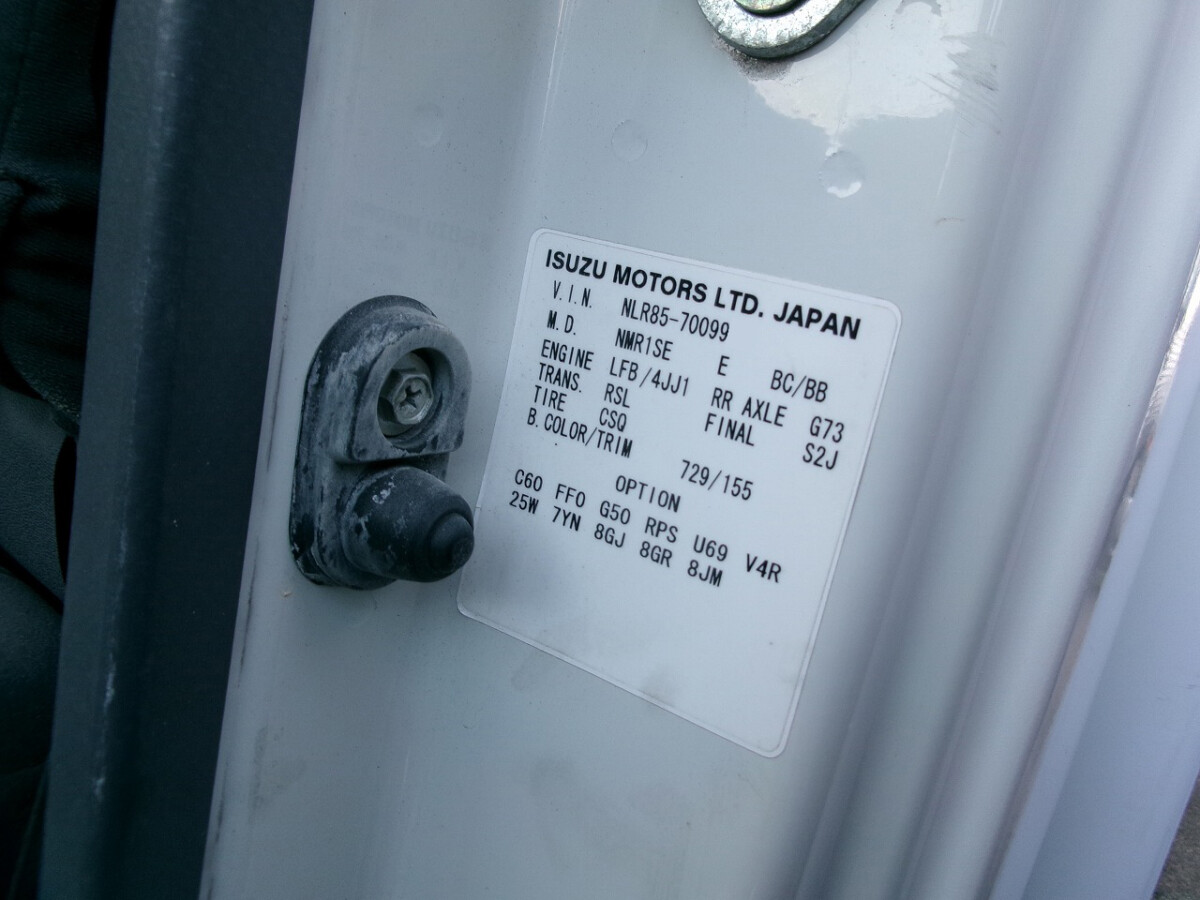 ISUZU MOTORS LTD. JAPAN
V.I.N. NLR85-70099
M.D. NMR1SE E BC/BB
ENGINE LFB/4JJ1 RR AXLE G73
TRANS. RSL FINAL S2J
TIRE CSQ
B.COLOR/TRIM 729/155
OPTION
C60 FF0 G50 RPS U69 V4R
25W 7YN 8GJ 8GR 8JM